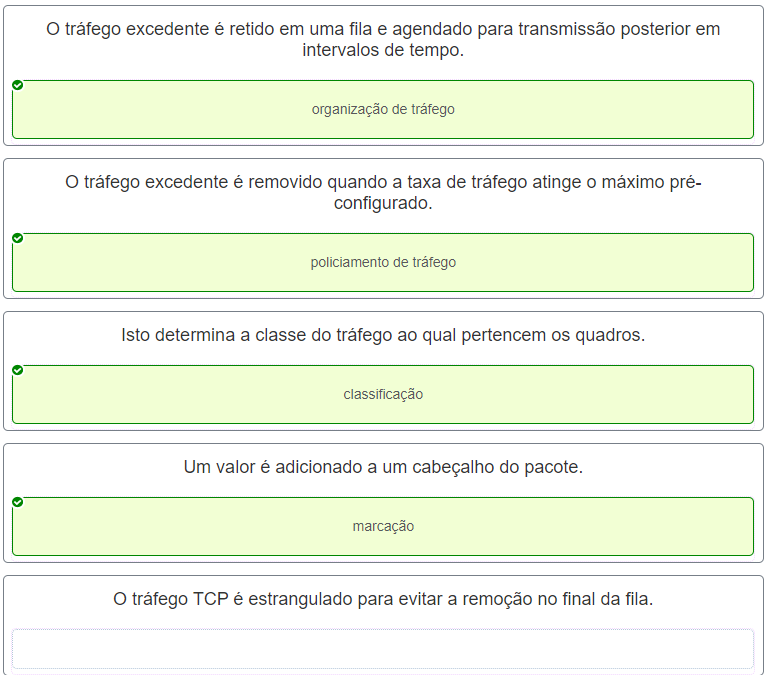 O tráfego excedente é retido em uma fila e agendado para transmissão posterior em
intervalos de tempo.
organização de tráfego
O tráfego excedente é removido quando a taxa de tráfego atinge o máximo pré-
configurado.
policiamento de tráfego
Isto determina a classe do tráfego ao qual pertencem os quadros.
classificação
Um valor é adicionado a um cabeçalho do pacote.
marcação
O tráfego TCP é estrangulado para evitar a remoção no final da fila.